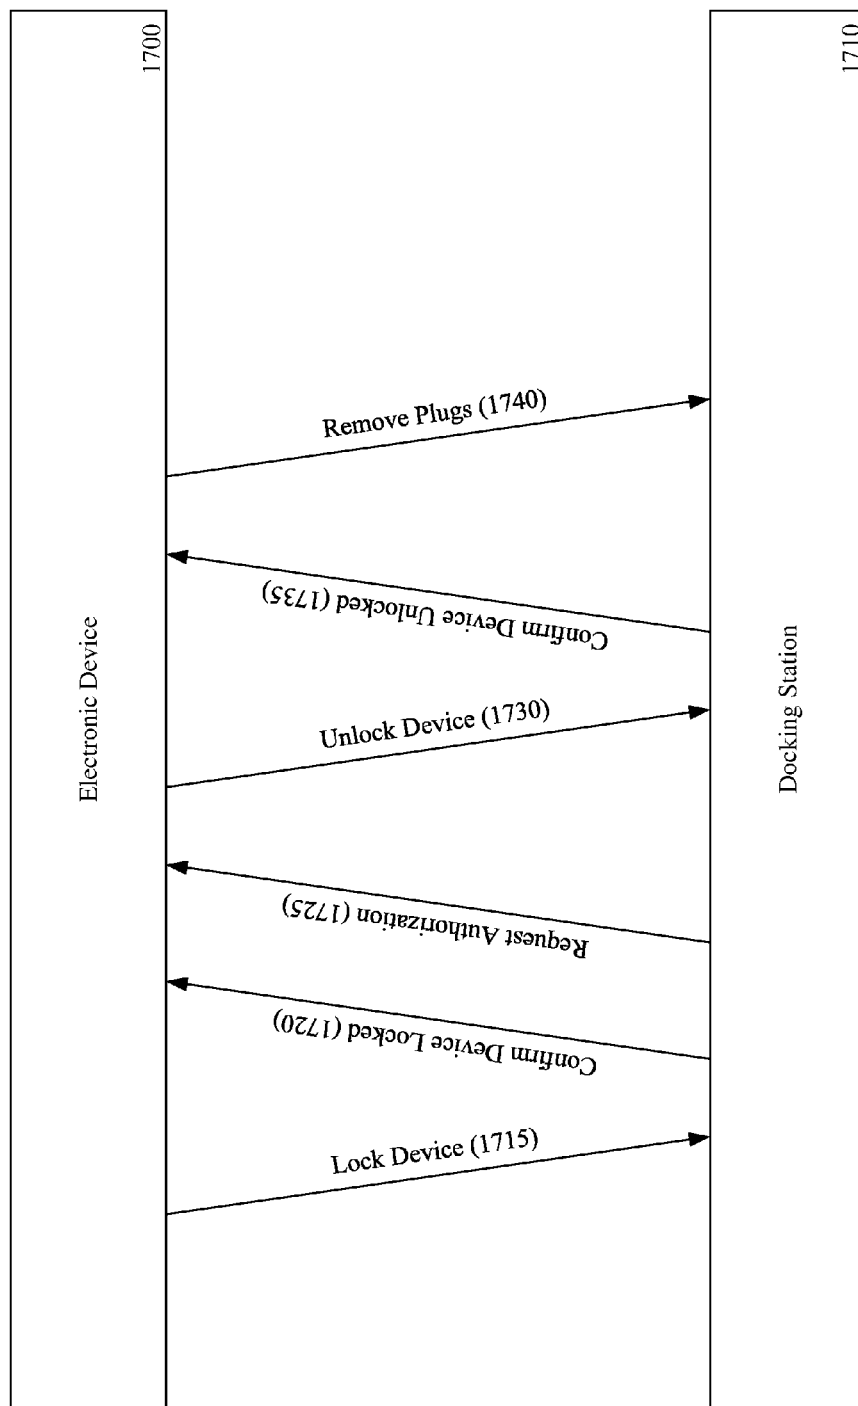 1700
Electronic Device
1710
Docking Station
Remove Plugs (1740)
Confirm Device Unlocked (1735)
Unlock Device (1730)
Request Authorization (1725)
Confirm Device Locked (1720)
Lock Device (1715)